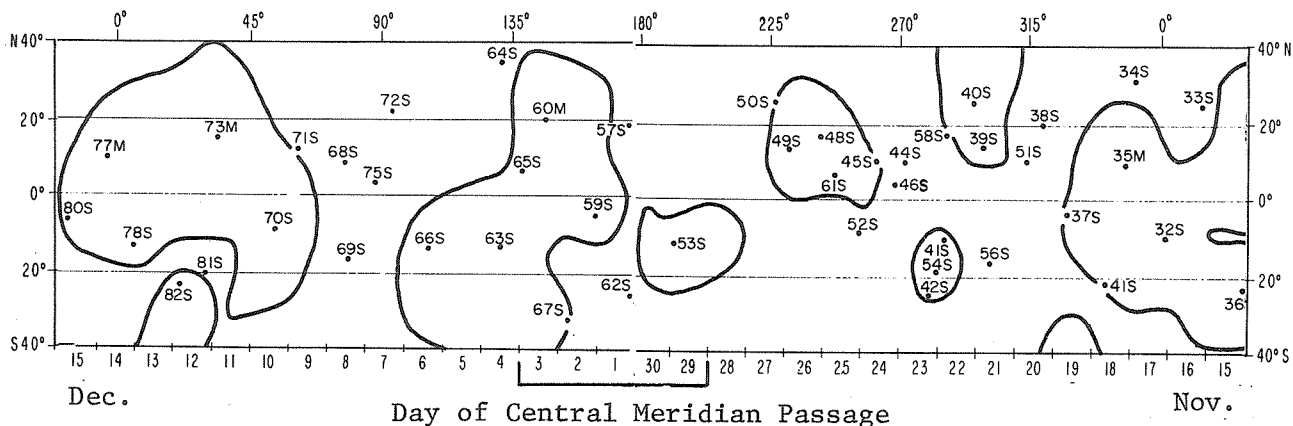 0° 45° 90° 135° 180° 225° 270° 315° 0°
N40° 40°N
64S
34S
40S
33S
72S
50S
60M
20° 57S 58S 38S 20°
73M
71S
48S
39S
49S
44S
77M
68S
45S
51S
35M
65S
75S
61S
46S
0° 0°
80S
59S
37S
70S
52S
32S
78S
66S
63S
53S
41S
56S
69S
54S
20° 81S 20°
82S
62S
42S
41S
36S
67S
S40° 40°S
15 14 13 12 11 10 9 8 7 6 5 4 3 2 1 30 29 28 27 26 25 24 23 22 21 20 19 18 17 16 15
Dec. Nov.
Day of Central Meridian Passage